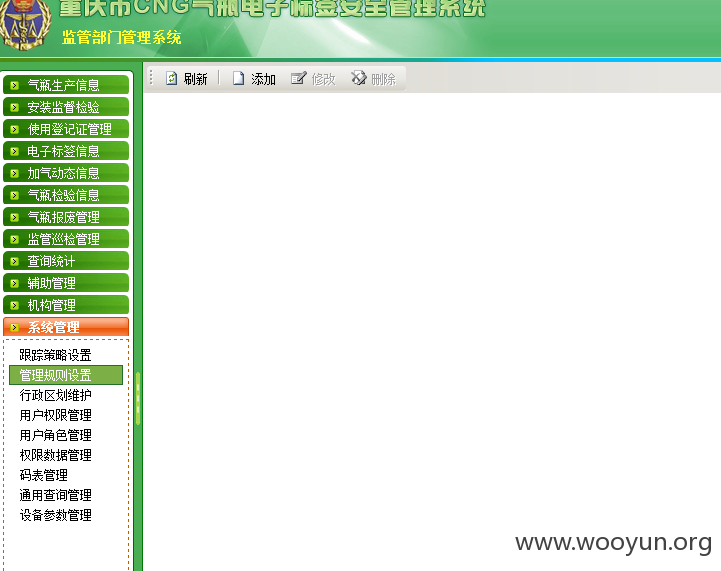 重庆市CNG气瓶电子标签安全管理系统
监管部门管理系统
刷新 添加 修改 删除
气瓶生产信息
安装监督检验
使用登记证管理
电子标签信息
加气动态信息
气瓶检验信息
气瓶报废管理
监管巡检管理
查询统计
辅助管理
机构管理
系统管理
跟踪策略设置
管理规则设置
行政区划维护
用户权限管理
用户角色管理
权限数据管理
码表管理
通用查询管理
设备参数管理
www.wooyun.org